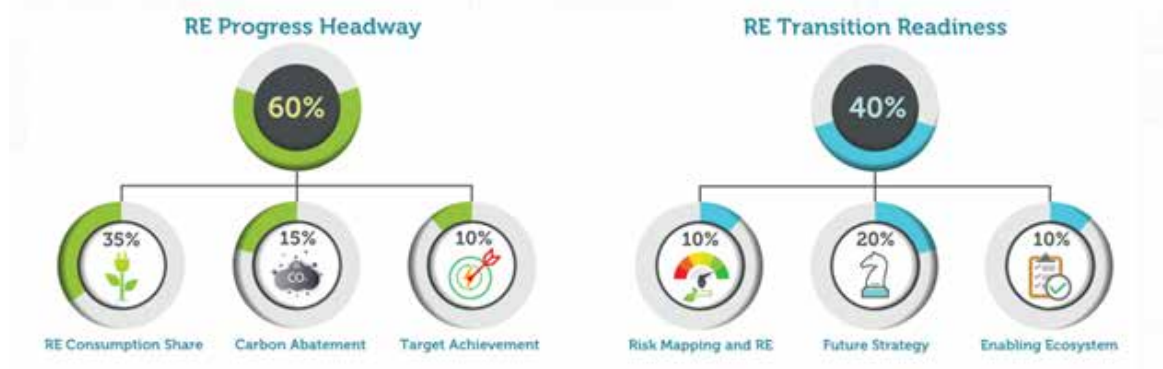 RE Progress Headway
60%
35%
RE Consumption Share
15%
CO
Carbon Abatement
10%
Target Achievement
RE Transition Readiness
40%
10%
Risk Mapping and RE
20%
Future Strategy
10%
Enabling Ecosystem